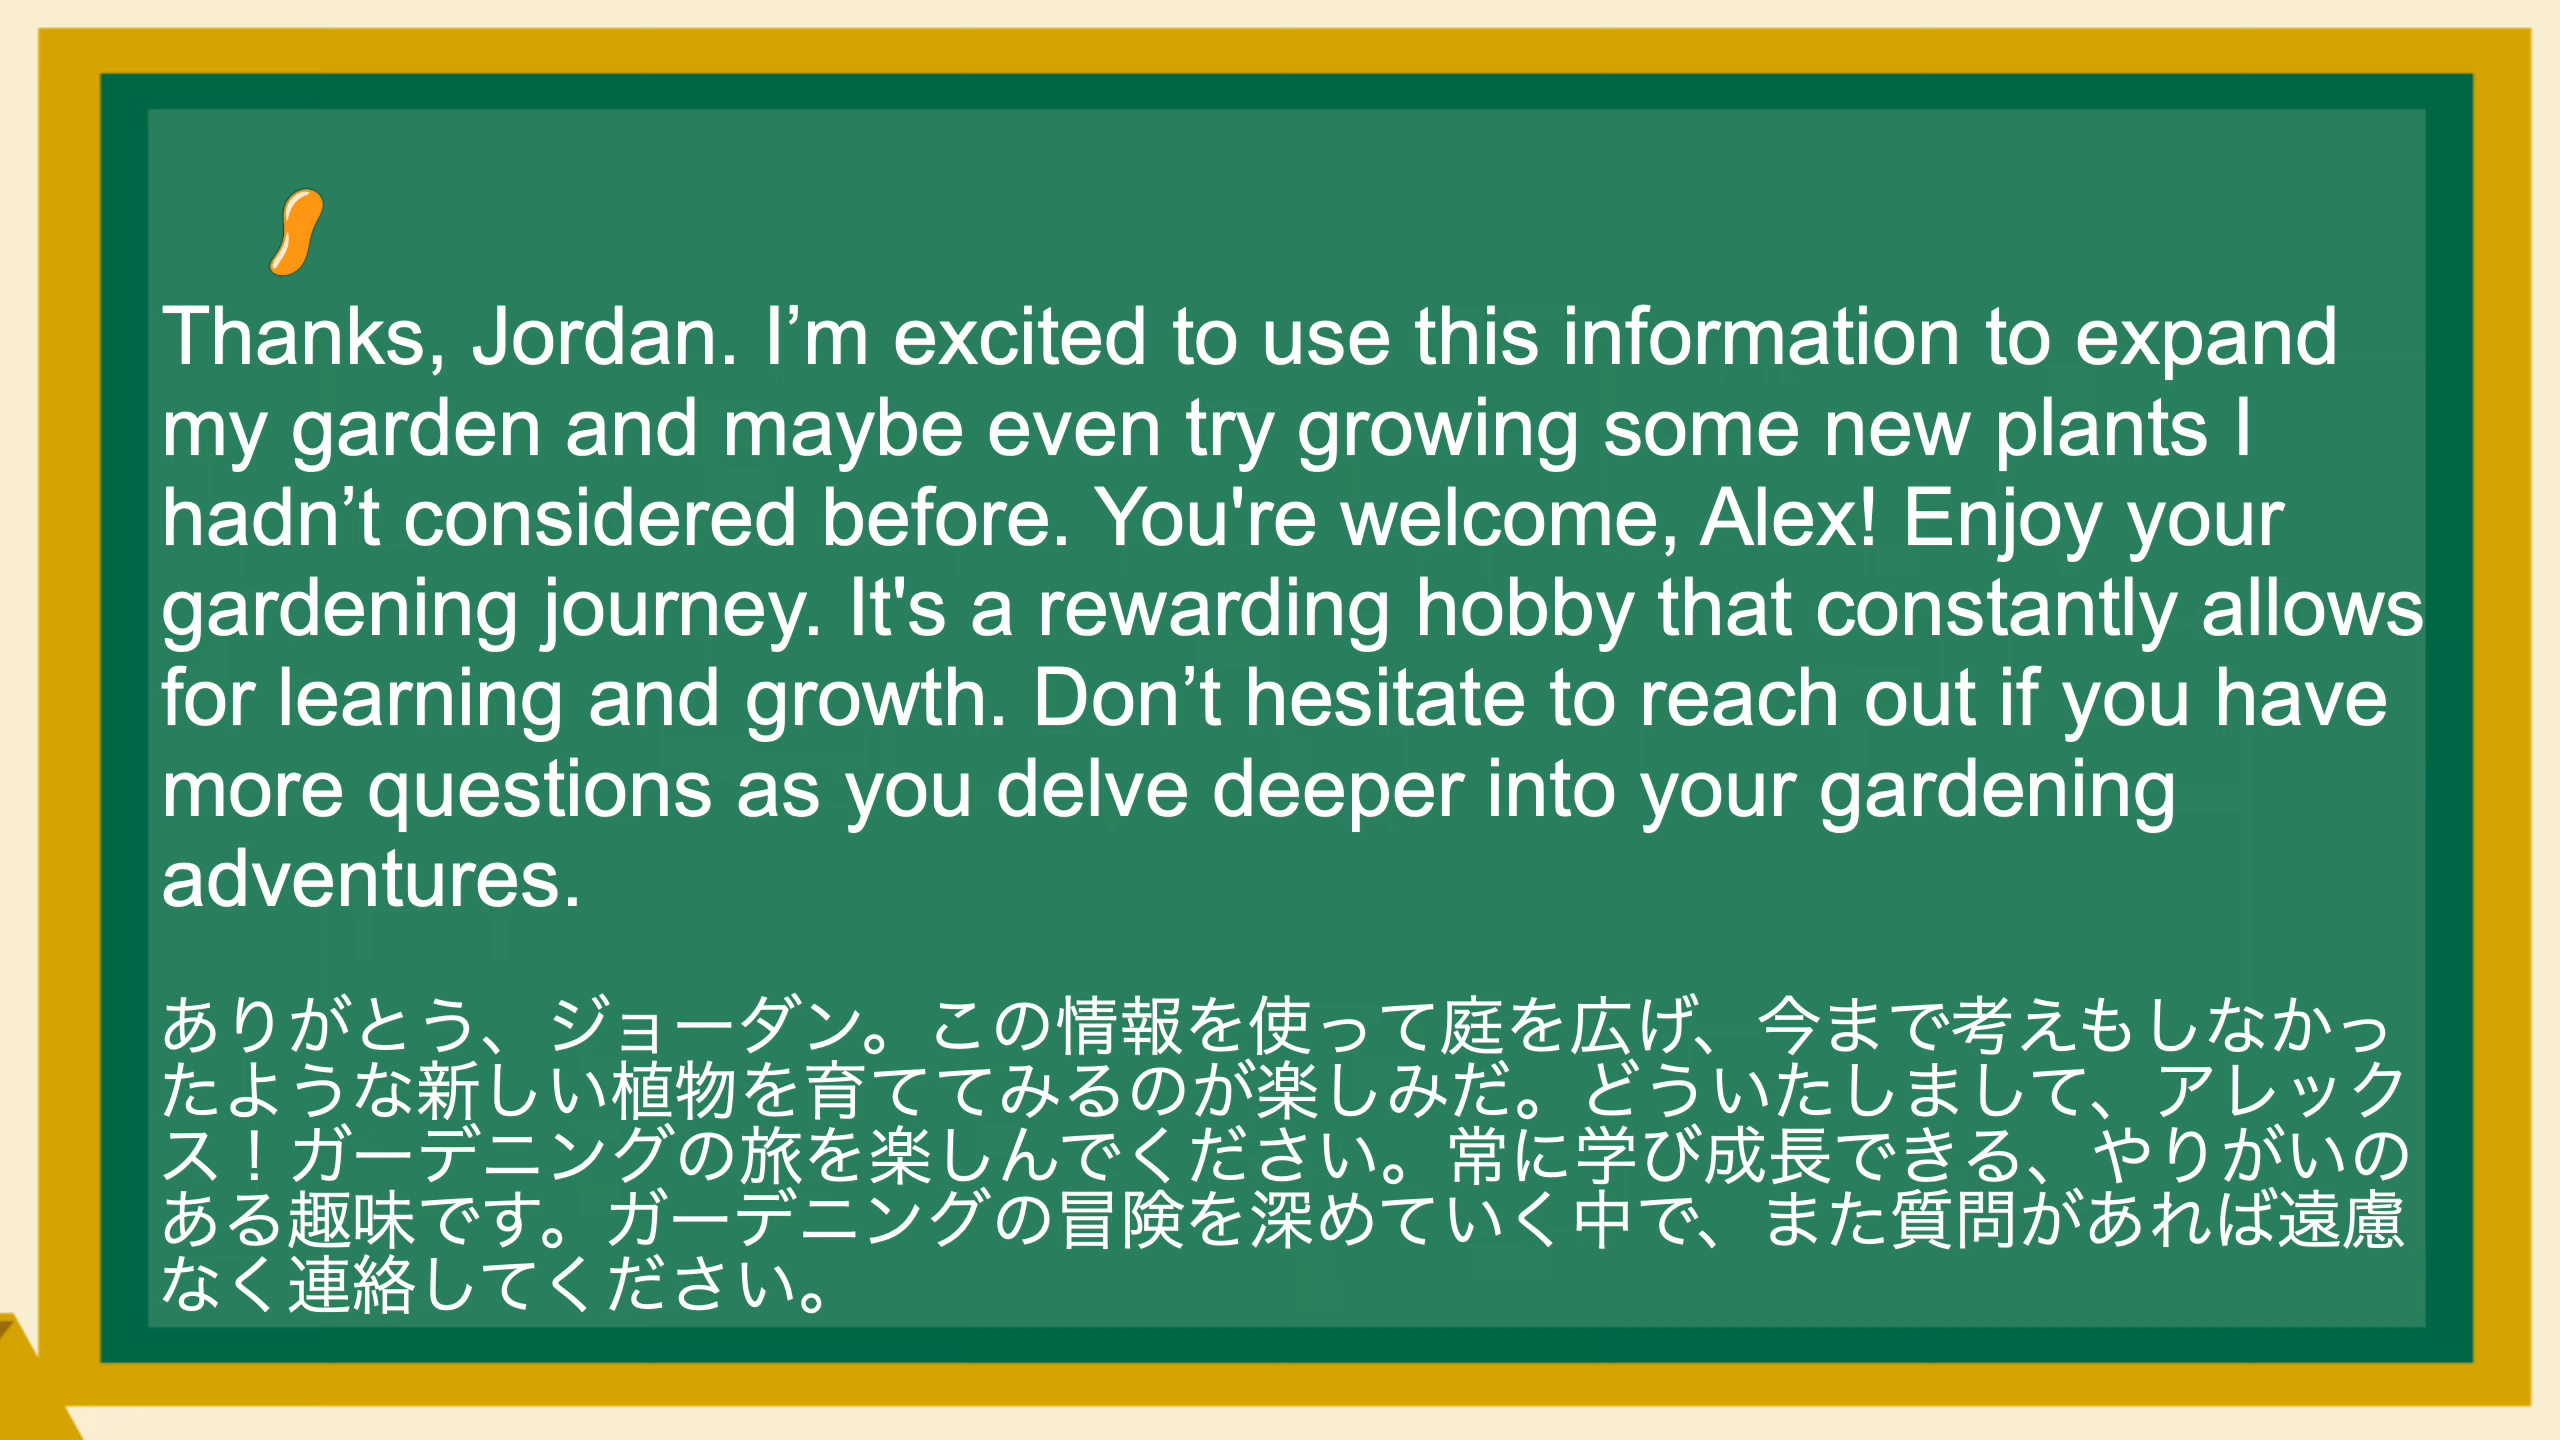 Thanks, Jordan. I’m excited to use this information to expand
my garden and maybe even try growing some new plants I
hadn’t considered before. You're welcome, Alex! Enjoy your
gardening journey. It's a rewarding hobby that constantly allows
for learning and growth. Don’t hesitate to reach out if you have
more questions as you delve deeper into your gardening
adventures.
ありがとう、ジョーダン。この情報を使って庭を広げ、今まで考えもしなかっ
たような新しい植物を育ててみるのが楽しみだ。どういたしまして、アレック
ス！ガーデニングの旅を楽しんでください。常に学び成長できる、やりがいの
ある趣味です。ガーデニングの冒険を深めていく中で、また質問があれば遠慮
なく連絡してください。